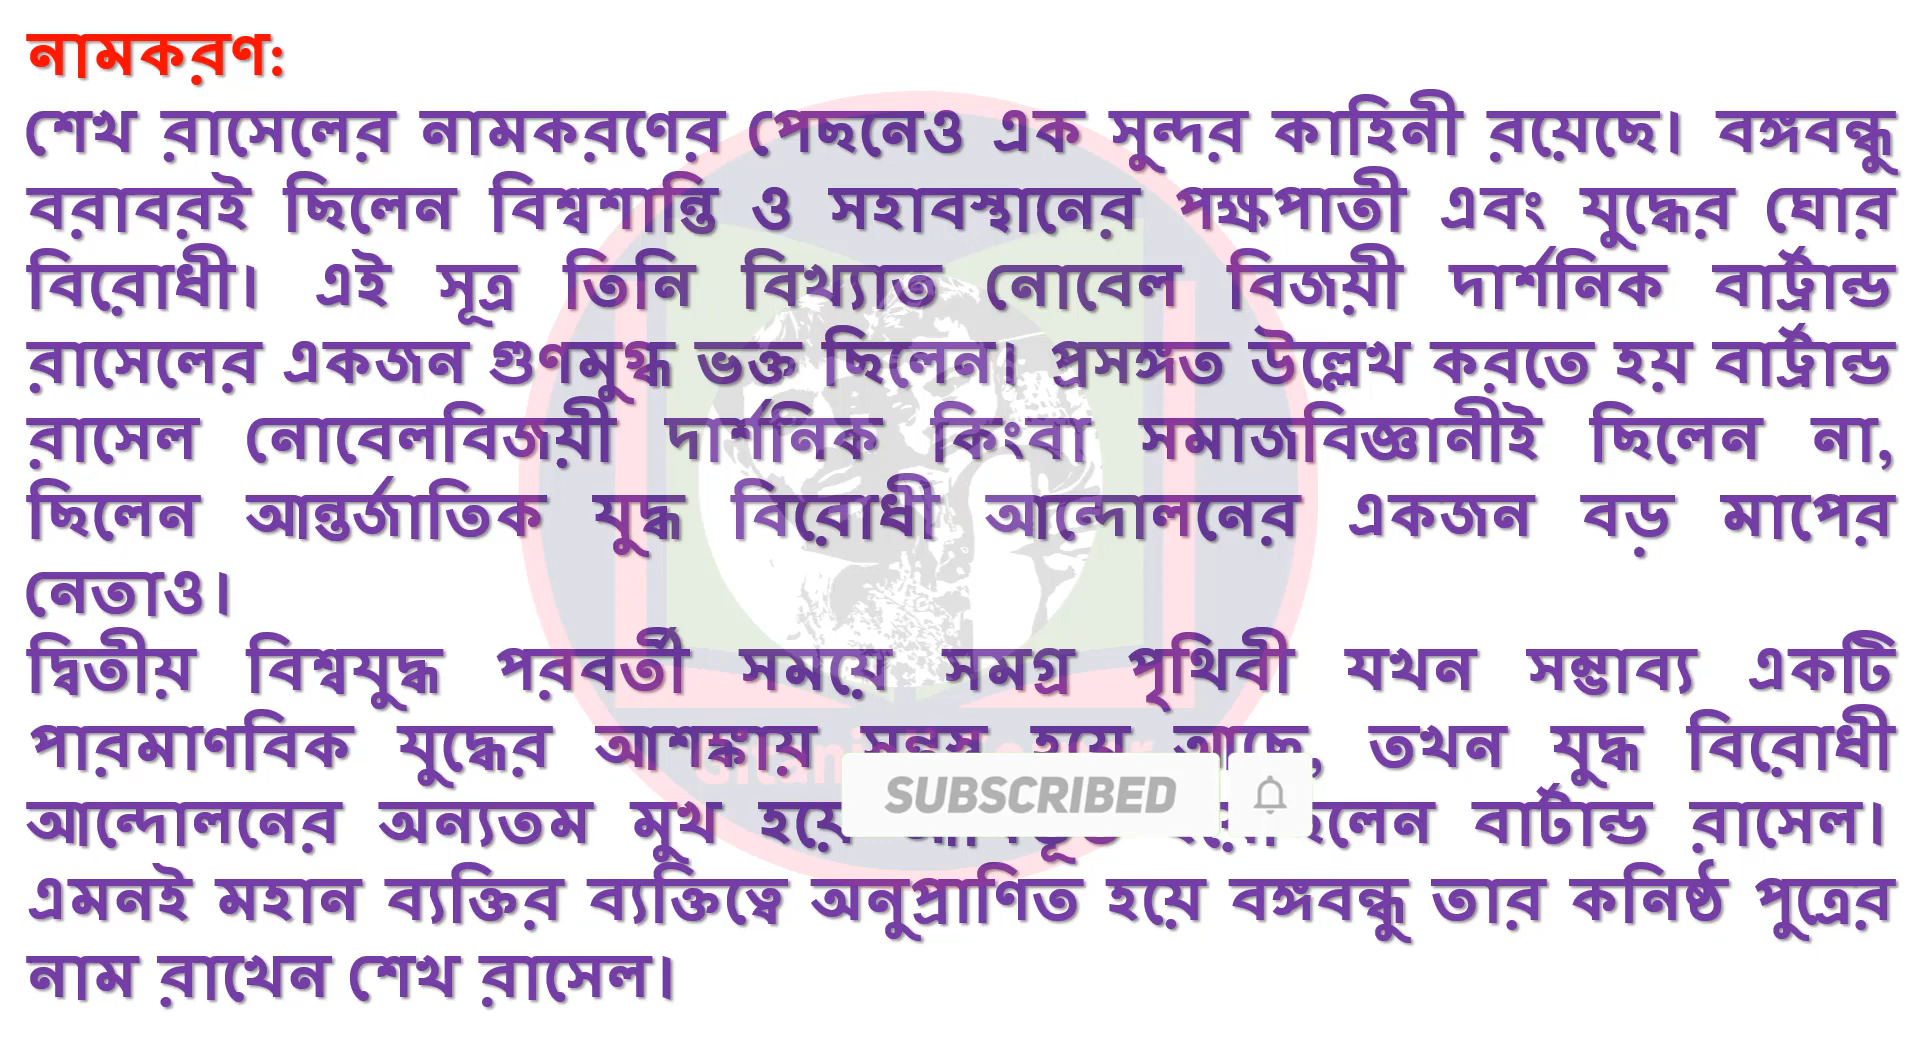 নামকরণ:
শেখ রাসেলের নামকরণের পেছনেও এক সুন্দর কাহিনী রয়েছে। বঙ্গবন্ধু
বরাবরই ছিলেন বিশ্বশান্তি ও সহাবস্থানের পক্ষপাতী এবং যুদ্ধের ঘোর
বিরোধী। এই সূত্র তিনি বিখ্যাত নোবেল বিজয়ী দার্শনিক বার্ট্রান্ড
রাসেলের একজন গুণমুগ্ধ ভক্ত ছিলেন। প্রসঙ্গত উল্লেখ করতে হয় বার্ট্রান্ড
রাসেল নোবেলবিজয়ী দার্শনিক কিংবা সমাজবিজ্ঞানীই ছিলেন না,
ছিলেন আন্তর্জাতিক যুদ্ধ বিরোধী আন্দোলনের একজন বড় মাপের
নেতাও।
দ্বিতীয় বিশ্বযুদ্ধ পরবর্তী সময়ে সমগ্র পৃথিবী যখন সম্ভাব্য একটি
পারমাণবিক যুদ্ধের আশঙ্কায় হয়ে আছে, তখন যুদ্ধ বিরোধী
আন্দোলনের অন্যতম মুখ হয়ে বার্টান্ড রাসেল।
SUBSCRIBED
এমনই মহান ব্যক্তির ব্যক্তিত্বে অনুপ্রাণিত হয়ে বঙ্গবন্ধু তার কনিষ্ঠ পুত্রের
নাম রাখেন শেখ রাসেল।